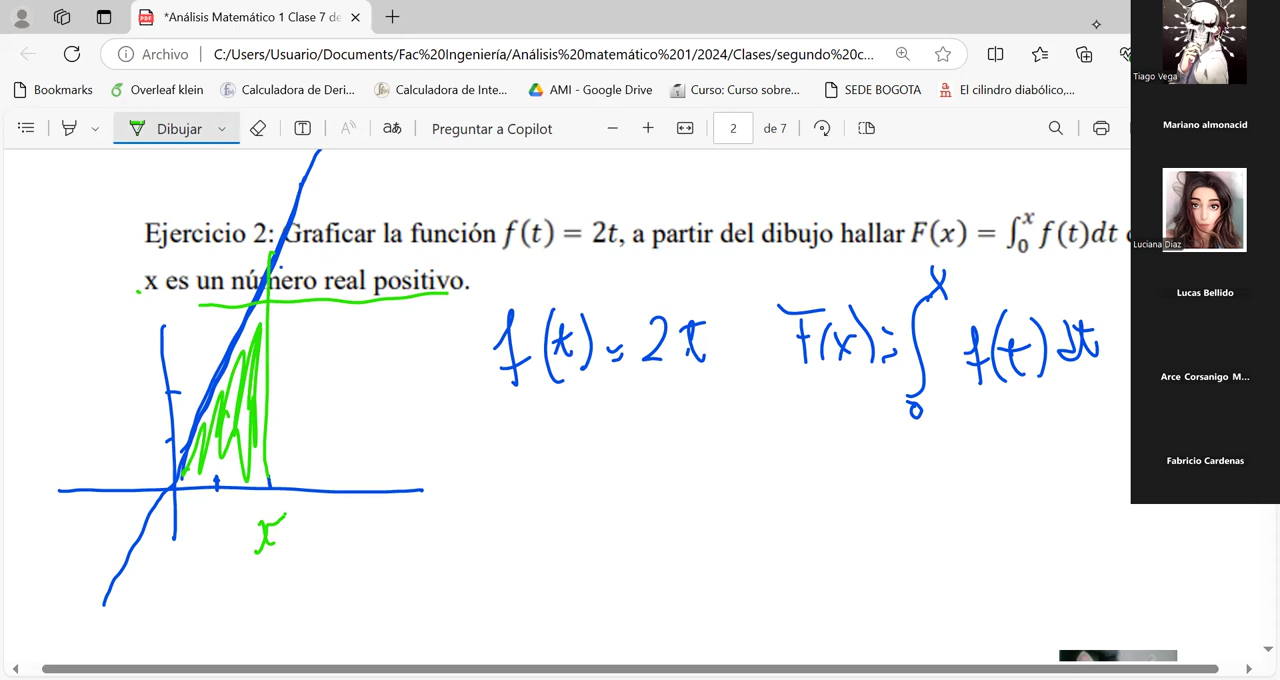 *Análisis Matemático 1 Clase 7 de
Archivo
C:/Users/Usuario/Documents/Fac%20Ingeniería/Análisis%20matemático%201/2024/Clases/segundo%20c...
Bookmarks
Overleaf klein
Calculadora de Deri...
Calculadora de Inte...
AMI - Google Drive
Curso: Curso sobre...
SEDE BOGOTA
El cilindro diabólico,...
Dibujar
aあ
Preguntar a Copilot
2
de 7
Ejercicio 2: Graficar la función f(t) = 2t, a partir del dibujo hallar F(x) = ∫₀ˣ f(t)dt
x es un número real positivo.
f(t) = 2t
F(x) = ∫₀ˣ f(t) dt
x
Tiago Vega
Mariano almonacid
Luciana Diaz
Lucas Bellido
Arce Corsanigo M...
Fabricio Cardenas